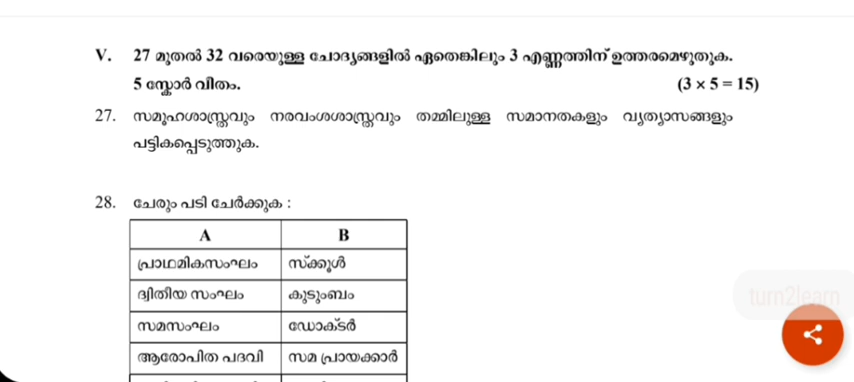 V. 27 മുതൽ 32 വരെയുള്ള ചോദ്യങ്ങളിൽ ഏതെങ്കിലും 3 എണ്ണത്തിന് ഉത്തരമെഴുതുക.
5 സ്കോർ വീതം. (3 × 5 = 15)
27. സമൂഹശാസ്ത്രവും നരവംശശാസ്ത്രവും തമ്മിലുള്ള സമാനതകളും വ്യത്യാസങ്ങളും
പട്ടികപ്പെടുത്തുക.
28. ചേരും പടി ചേർക്കുക :
A B
പ്രാഥമികസംഘം സ്ക്കൂൾ
ദ്വിതീയ സംഘം കുടുംബം
സമസംഘം ഡോക്ടർ
ആരോപിത പദവി സമ പ്രായക്കാർ
turn2learn